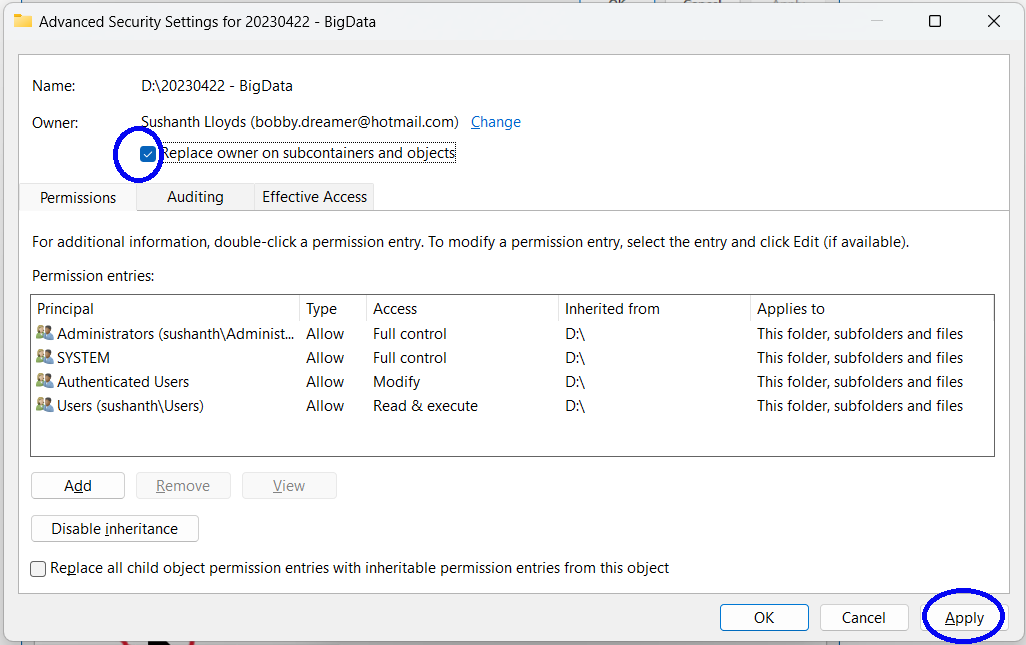 Advanced Security Settings for 20230422 - BigData
Name: D:\20230422 - BigData
Owner: Sushanth Lloyds (bobby.dreamer@hotmail.com) Change
Replace owner on subcontainers and objects
Permissions Auditing Effective Access
For additional information, double-click a permission entry. To modify a permission entry, select the entry and click Edit (if available).
Permission entries:
Principal Type Access Inherited from Applies to
Administrators (sushanth\Administ... Allow Full control D:\ This folder, subfolders and files
SYSTEM Allow Full control D:\ This folder, subfolders and files
Authenticated Users Allow Modify D:\ This folder, subfolders and files
Users (sushanth\Users) Allow Read & execute D:\ This folder, subfolders and files
Add Remove View
Disable inheritance
Replace all child object permission entries with inheritable permission entries from this object
OK Cancel Apply